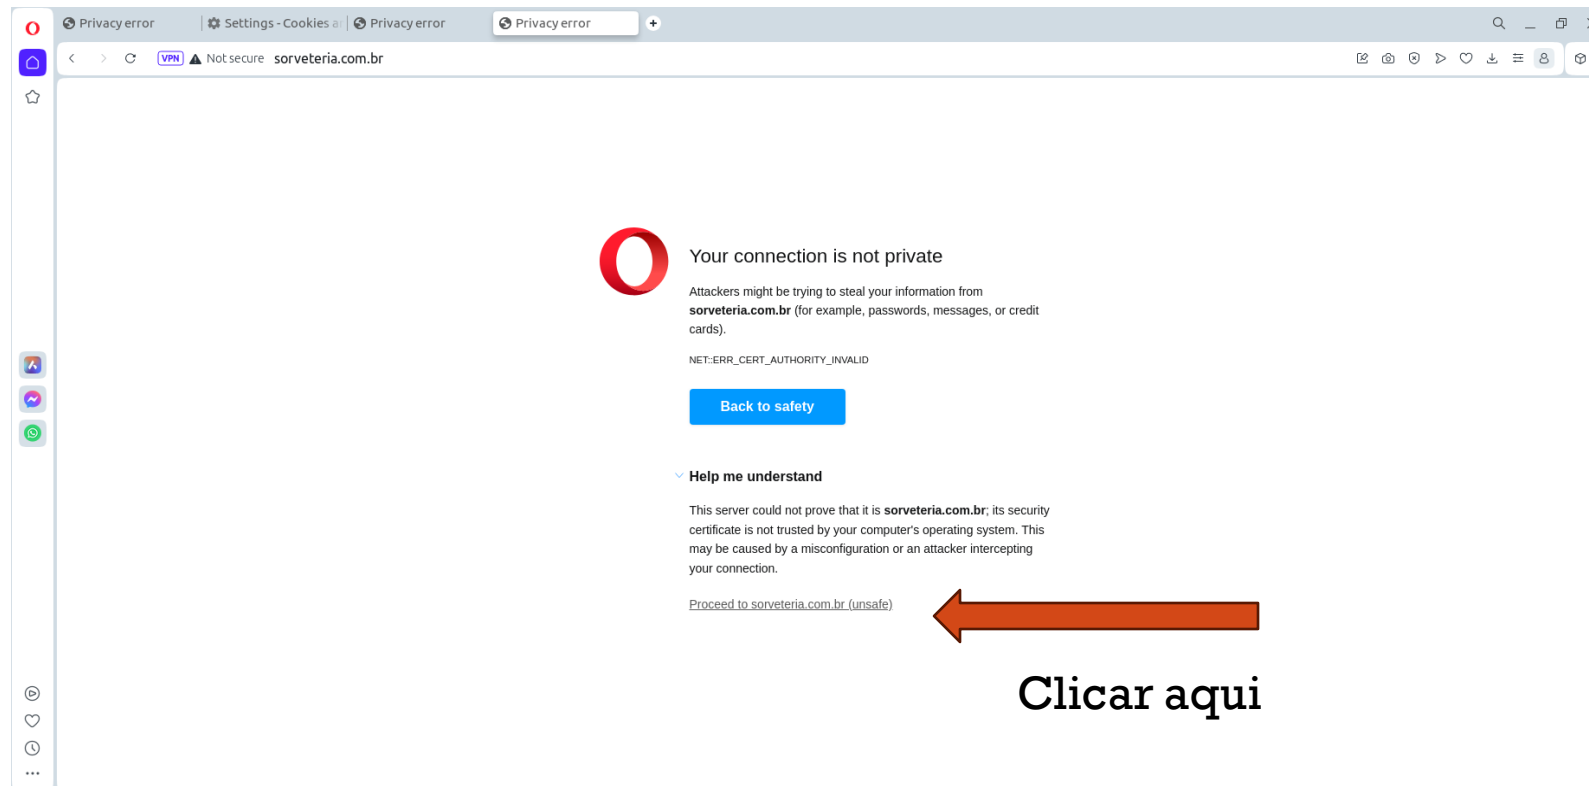 Privacy error
Settings - Cookies a
Privacy error
Privacy error
VPN
Not secure
sorveteria.com.br
Your connection is not private
Attackers might be trying to steal your information from
sorveteria.com.br (for example, passwords, messages, or credit
cards).
NET::ERR_CERT_AUTHORITY_INVALID
Back to safety
Help me understand
This server could not prove that it is sorveteria.com.br; its security
certificate is not trusted by your computer's operating system. This
may be caused by a misconfiguration or an attacker intercepting
your connection.
Proceed to sorveteria.com.br (unsafe)
Clicar aqui